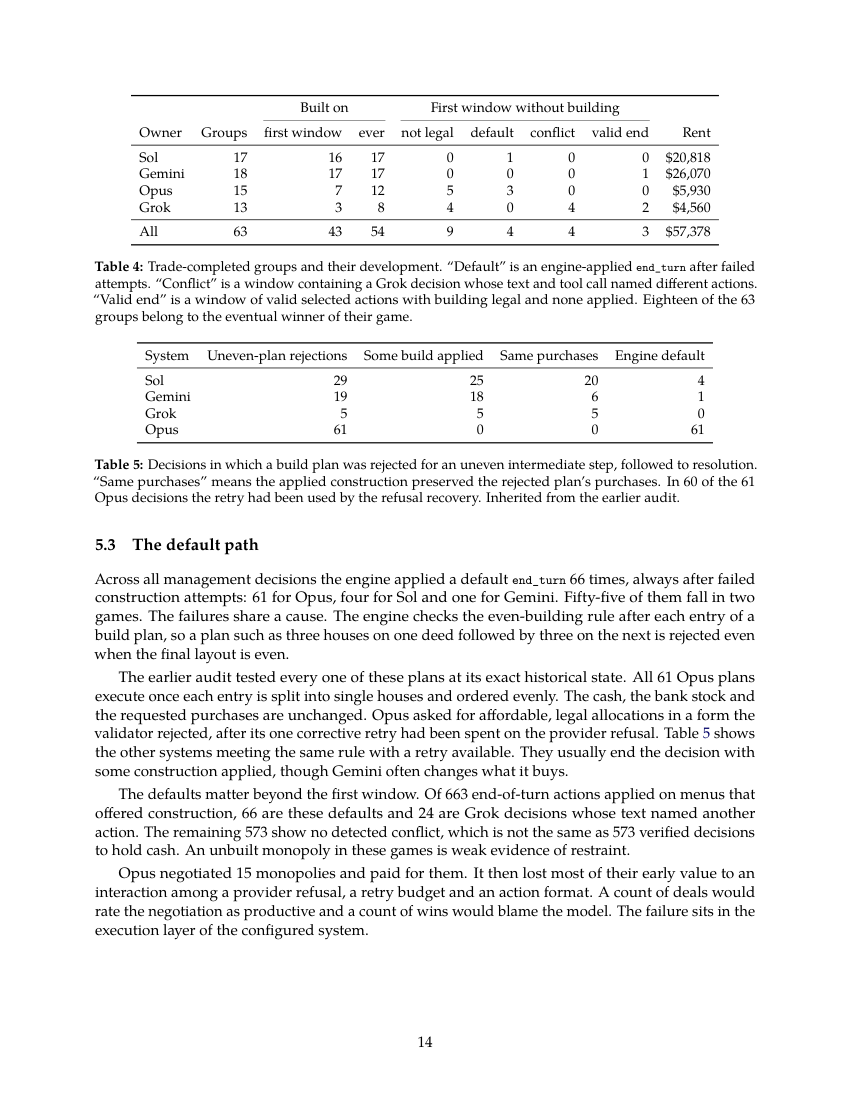 Built on First window without building
Owner Groups first window ever not legal default conflict valid end Rent
Sol 17 16 17 0 1 0 0 $20,818
Gemini 18 17 17 0 0 0 1 $26,070
Opus 15 7 12 5 3 0 0 $5,930
Grok 13 3 8 4 0 4 2 $4,560
All 63 43 54 9 4 4 3 $57,378
Table 4: Trade-completed groups and their development. “Default” is an engine-applied end_turn after failed
attempts. “Conflict” is a window containing a Grok decision whose text and tool call named different actions.
“Valid end” is a window of valid selected actions with building legal and none applied. Eighteen of the 63
groups belong to the eventual winner of their game.
System Uneven-plan rejections Some build applied Same purchases Engine default
Sol 29 25 20 4
Gemini 19 18 6 1
Grok 5 5 5 0
Opus 61 0 0 61
Table 5: Decisions in which a build plan was rejected for an uneven intermediate step, followed to resolution.
“Same purchases” means the applied construction preserved the rejected plan’s purchases. In 60 of the 61
Opus decisions the retry had been used by the refusal recovery. Inherited from the earlier audit.
5.3 The default path
Across all management decisions the engine applied a default end_turn 66 times, always after failed
construction attempts: 61 for Opus, four for Sol and one for Gemini. Fifty-five of them fall in two
games. The failures share a cause. The engine checks the even-building rule after each entry of a
build plan, so a plan such as three houses on one deed followed by three on the next is rejected even
when the final layout is even.
The earlier audit tested every one of these plans at its exact historical state. All 61 Opus plans
execute once each entry is split into single houses and ordered evenly. The cash, the bank stock and
the requested purchases are unchanged. Opus asked for affordable, legal allocations in a form the
validator rejected, after its one corrective retry had been spent on the provider refusal. Table 5 shows
the other systems meeting the same rule with a retry available. They usually end the decision with
some construction applied, though Gemini often changes what it buys.
The defaults matter beyond the first window. Of 663 end-of-turn actions applied on menus that
offered construction, 66 are these defaults and 24 are Grok decisions whose text named another
action. The remaining 573 show no detected conflict, which is not the same as 573 verified decisions
to hold cash. An unbuilt monopoly in these games is weak evidence of restraint.
Opus negotiated 15 monopolies and paid for them. It then lost most of their early value to an
interaction among a provider refusal, a retry budget and an action format. A count of deals would
rate the negotiation as productive and a count of wins would blame the model. The failure sits in the
execution layer of the configured system.
14